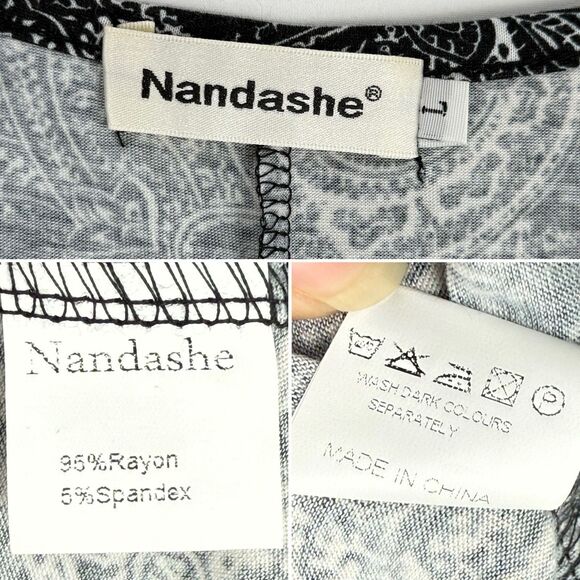 Nandashe®
L
Nandashe
95%Rayon
5%Spandex
P
WASH DARK COLOURS
SEPARATELY
MADE IN CHINA